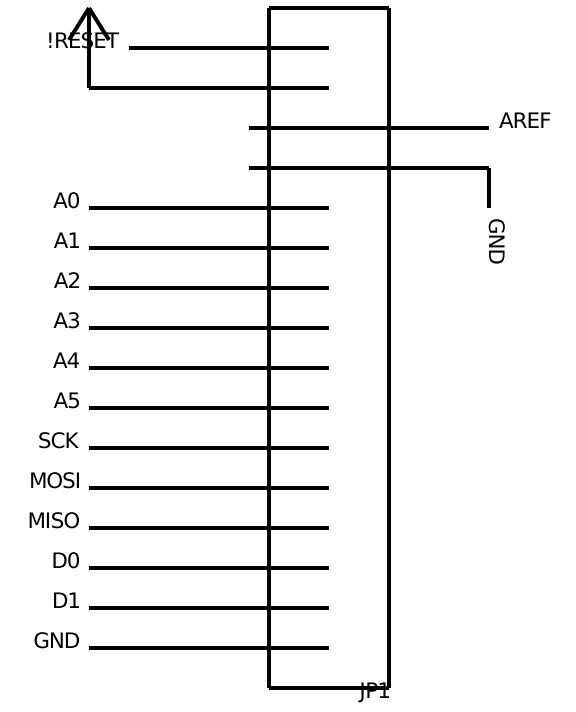 !RESET
AREF
A0
GND
A1
A2
A3
A4
A5
SCK
MOSI
MISO
D0
D1
GND
JP1